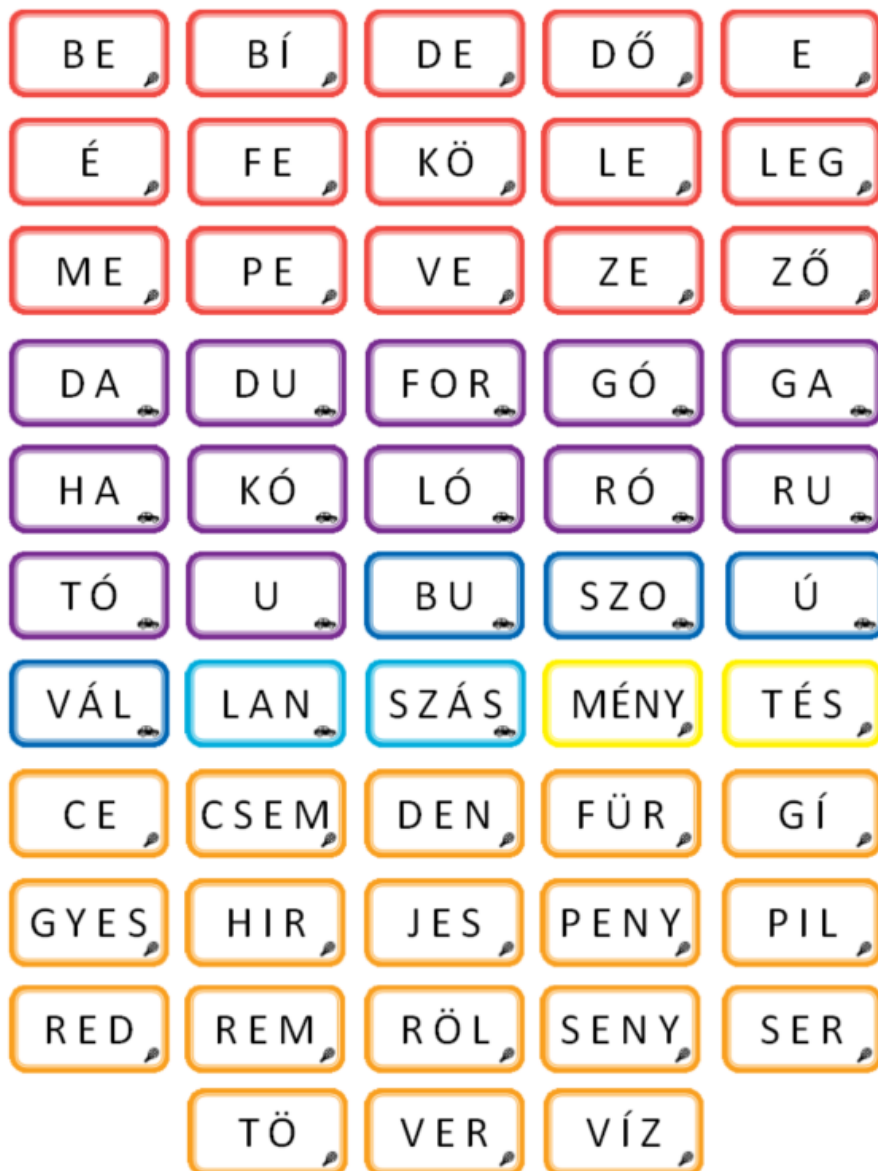 BE BÍ DE DŐ E
É FE KÖ LE LEG
ME PE VE ZE ZŐ
DA DU FOR GÓ GA
HA KÓ LÓ RÓ RU
TÓ U BU SZO Ú
VÁL LAN SZÁS MÉNY TÉS
CE CSEM DEN FÜR GÍ
GYES HIR JES PENY PIL
RED REM RÖL SENY SER
TÖ VER VÍZ